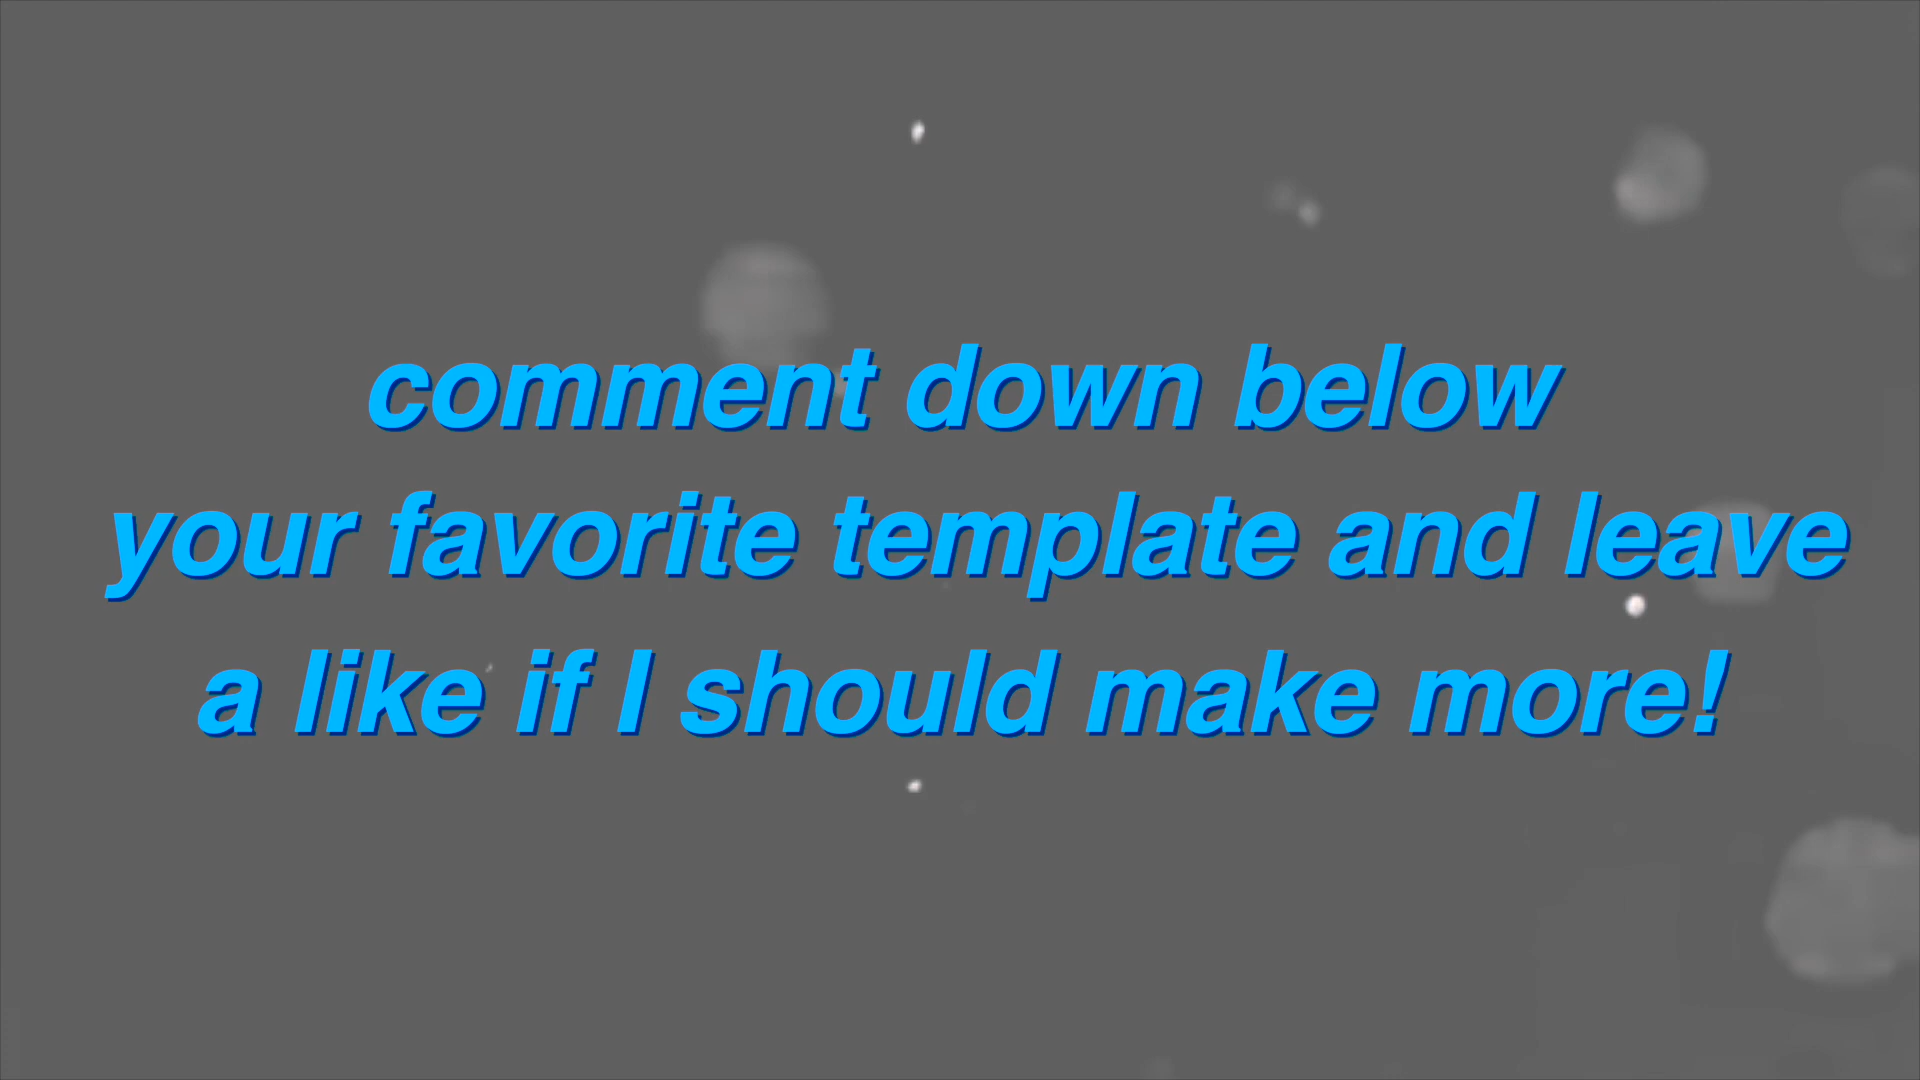 comment down below
your favorite template and leave
a like if I should make more!